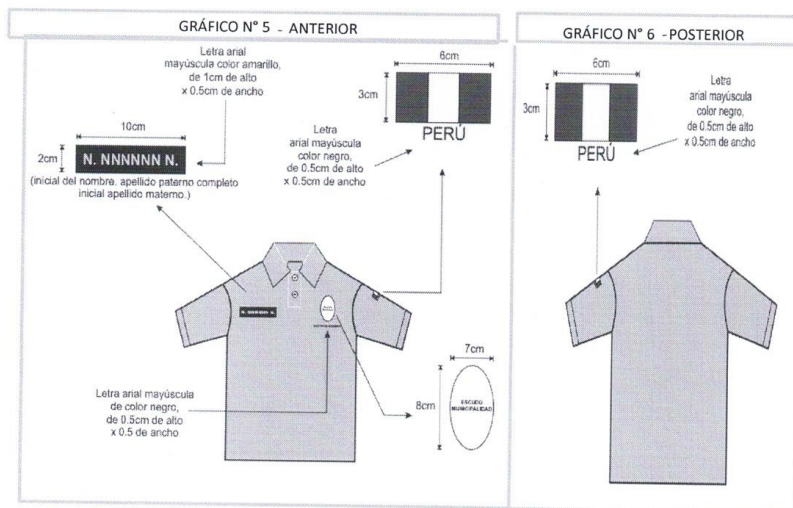 GRÁFICO N° 5 - ANTERIOR
Letra arial
mayúscula color amarillo,
de 1cm de alto
x 0.5cm de ancho
10cm
2cm
N. NNNNNN N.
(inicial del nombre. apellido paterno completo
inicial apellido materno.)
6cm
3cm
PERÚ
Letra
arial mayúscula
color negro,
de 0.5cm de alto
x 0.5cm de ancho
Letra arial mayúscula
de color negro,
de 0.5cm de alto
x 0.5 de ancho
7cm
8cm
ESCUDO
MUNICIPALIDAD
GRÁFICO N° 6 -POSTERIOR
6cm
3cm
PERÚ
Letra
arial mayúscula
color negro,
de 0.5cm de alto
x 0.5cm de ancho